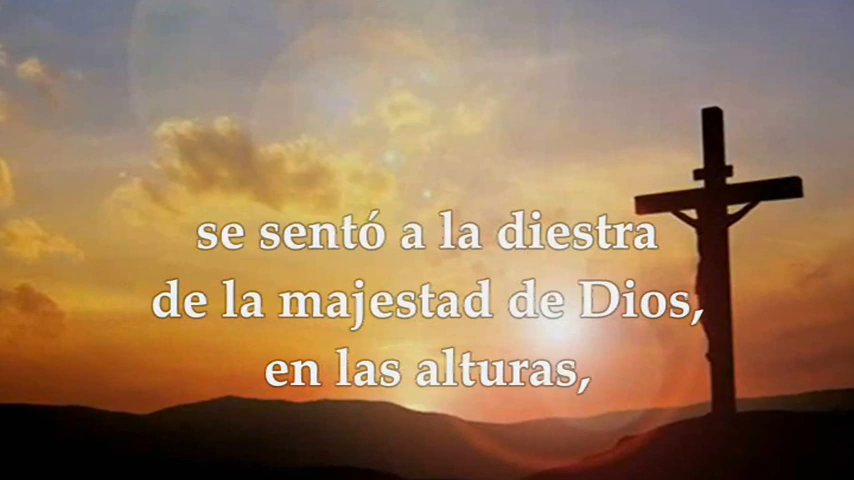 se sentó a la diestra
de la majestad de Dios,
en las alturas,